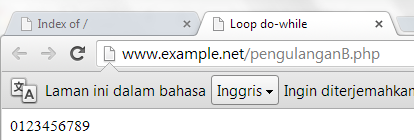 Index of /
Loop do-while
www.example.net/pengulanganB.php
Laman ini dalam bahasa Inggris Ingin diterjemahkan
0123456789